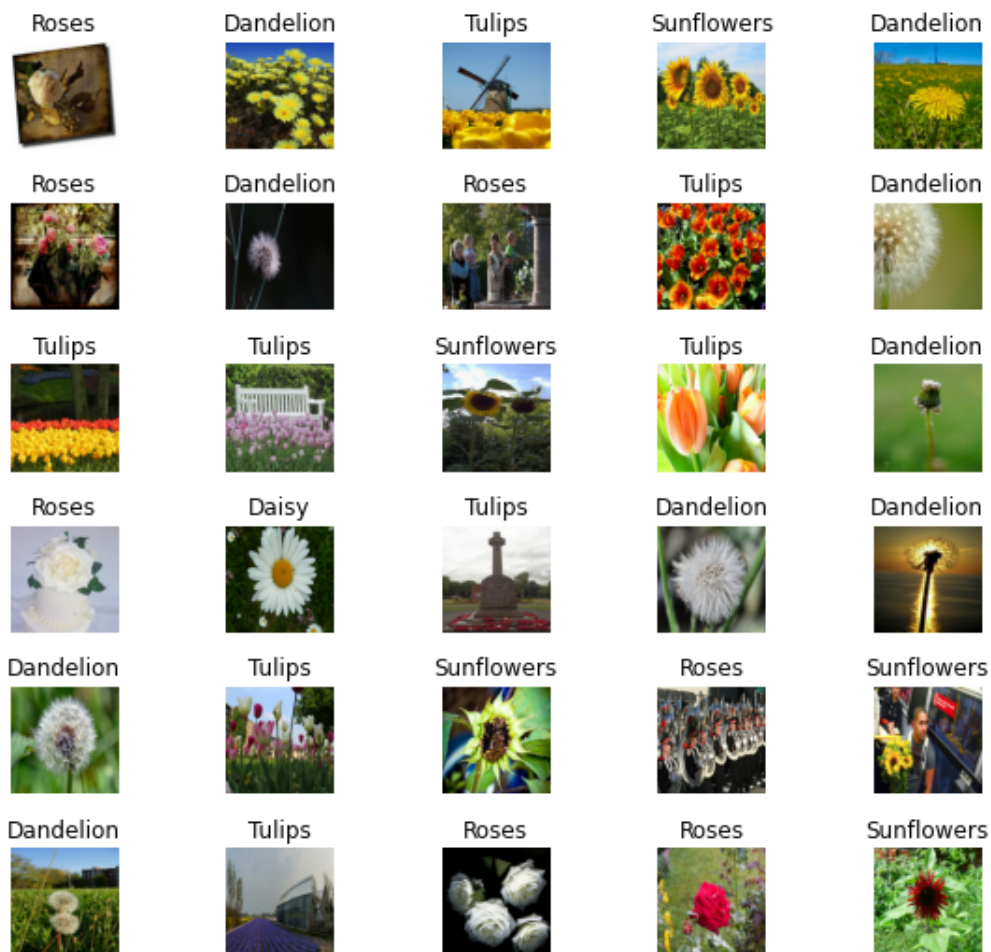 Roses Dandelion Tulips Sunflowers Dandelion
Roses Dandelion Roses Tulips Dandelion
Tulips Tulips Sunflowers Tulips Dandelion
Roses Daisy Tulips Dandelion Dandelion
Dandelion Tulips Sunflowers Roses Sunflowers
Dandelion Tulips Roses Roses Sunflowers